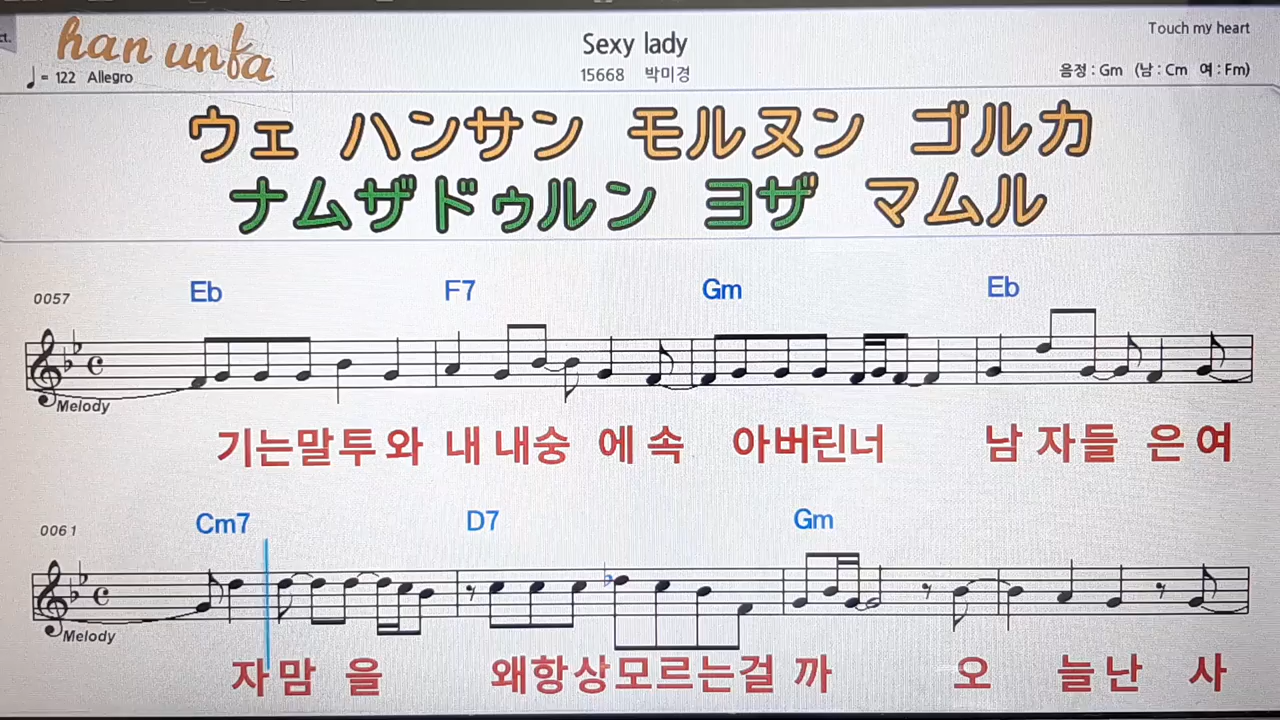 ct.
han unfa
♩= 122 Allegro
Sexy lady
15668 박미경
Touch my heart
음정 : Gm (남 : Cm 여 : Fm)
ウェ ハンサン モルヌン ゴルカ
ナムザドゥルン ヨザ マムル
0057
Eb F7 Gm Eb
Melody
기는말투와 내내숭에속 아버린너 남자들은여
0061
Cm7 D7 Gm
Melody
자맘을 왜항상모르는걸까 오늘난사